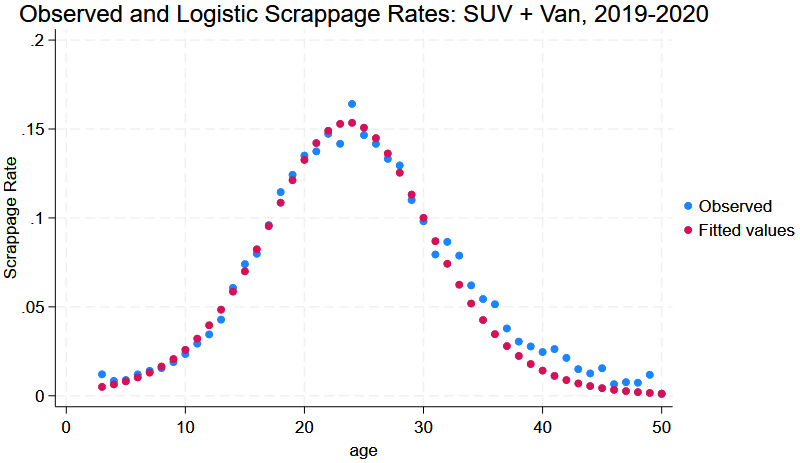 Observed and Logistic Scrappage Rates: SUV + Van, 2019-2020
.2
.15
.1
.05
0
Scrappage Rate
0 10 20 30 40 50
age
Observed
Fitted values